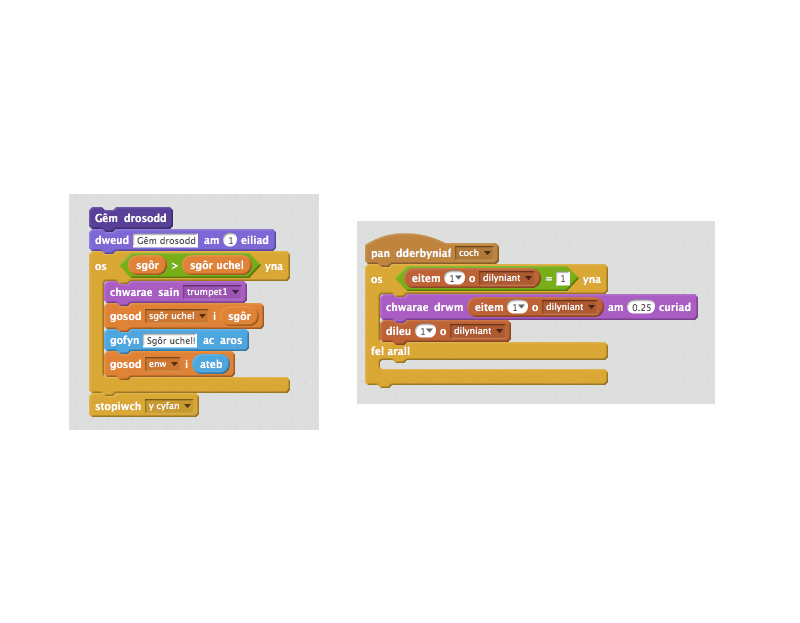 Gêm drosodd
dweud Gêm drosodd am 1 eiliad
os sgôr > sgôr uchel yna
chwarae sain trumpet1
gosod sgôr uchel i sgôr
gofyn Sgôr uchel! ac aros
gosod enw i ateb
stopiwch y cyfan
pan dderbyniaf coch
os eitem 1 o dilyniant = 1 yna
chwarae drwm eitem 1 o dilyniant am 0.25 curiad
dileu 1 o dilyniant
fel arall